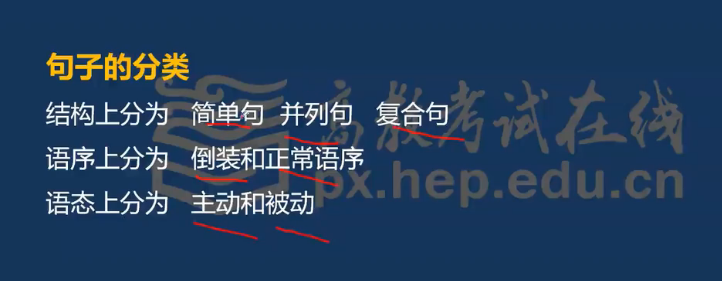 句子的分类
结构上分为 简单句 并列句 复合句
语序上分为 倒装和正常语序
语态上分为 主动和被动
高教考试在线
px.hep.edu.cn